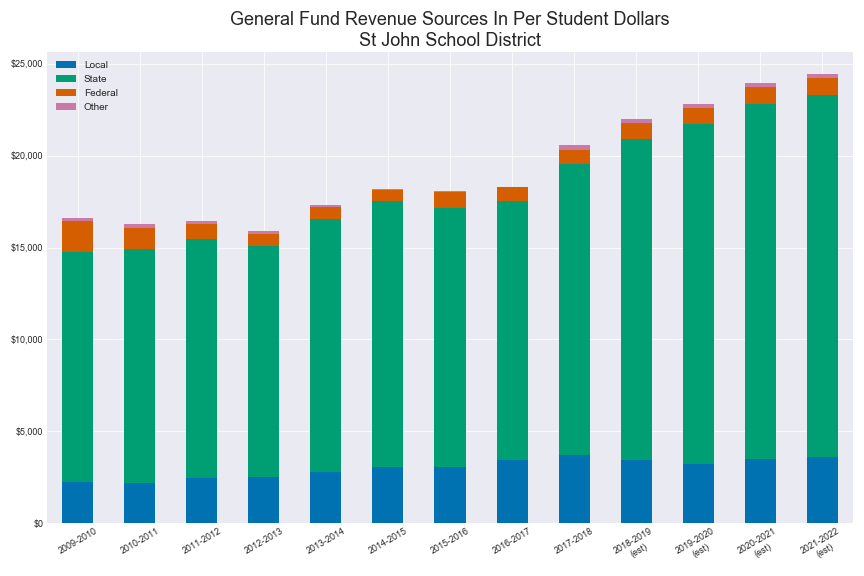 General Fund Revenue Sources In Per Student Dollars
St John School District
Local
State
Federal
Other
$25,000
$20,000
$15,000
$10,000
$5,000
$0
2009-2010
2010-2011
2011-2012
2012-2013
2013-2014
2014-2015
2015-2016
2016-2017
2017-2018
2018-2019
(est)
2019-2020
(est)
2020-2021
(est)
2021-2022
(est)